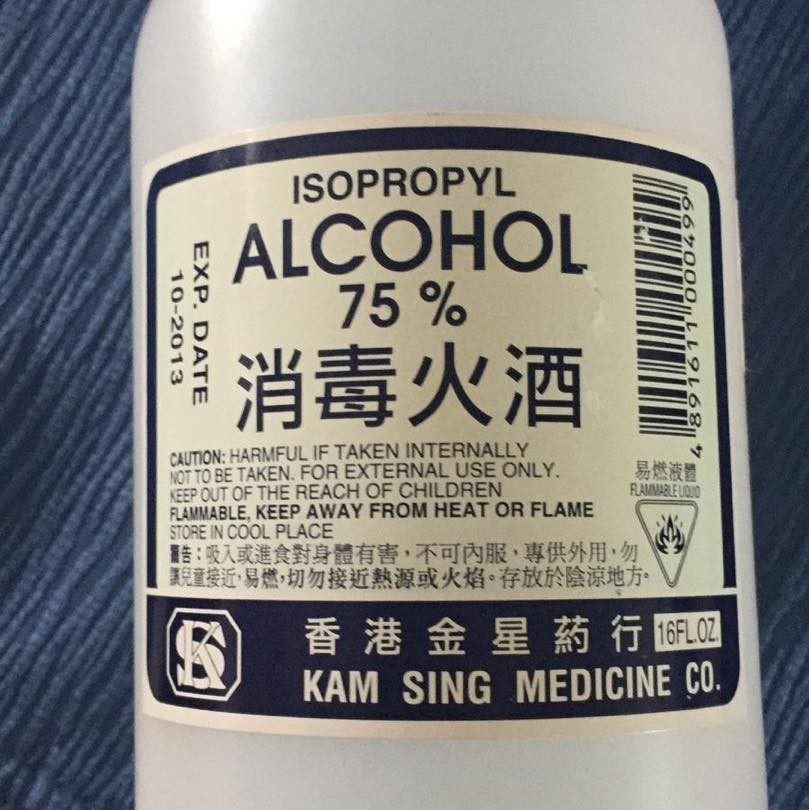 ISOPROPYL
ALCOHOL
75 %
消毒火酒
EXP. DATE
10-2013
4 891611 000499
易燃液體
FLAMMABLE LIQUID
CAUTION: HARMFUL IF TAKEN INTERNALLY
NOT TO BE TAKEN. FOR EXTERNAL USE ONLY.
KEEP OUT OF THE REACH OF CHILDREN
FLAMMABLE, KEEP AWAY FROM HEAT OR FLAME
STORE IN COOL PLACE
警告：吸入或進食對身體有害，不可內服，專供外用，勿
讓兒童接近，易燃，切勿接近熱源或火焰。存放於陰涼地方。
SK
香港金星葯行
16FL.OZ.
KAM SING MEDICINE CO.